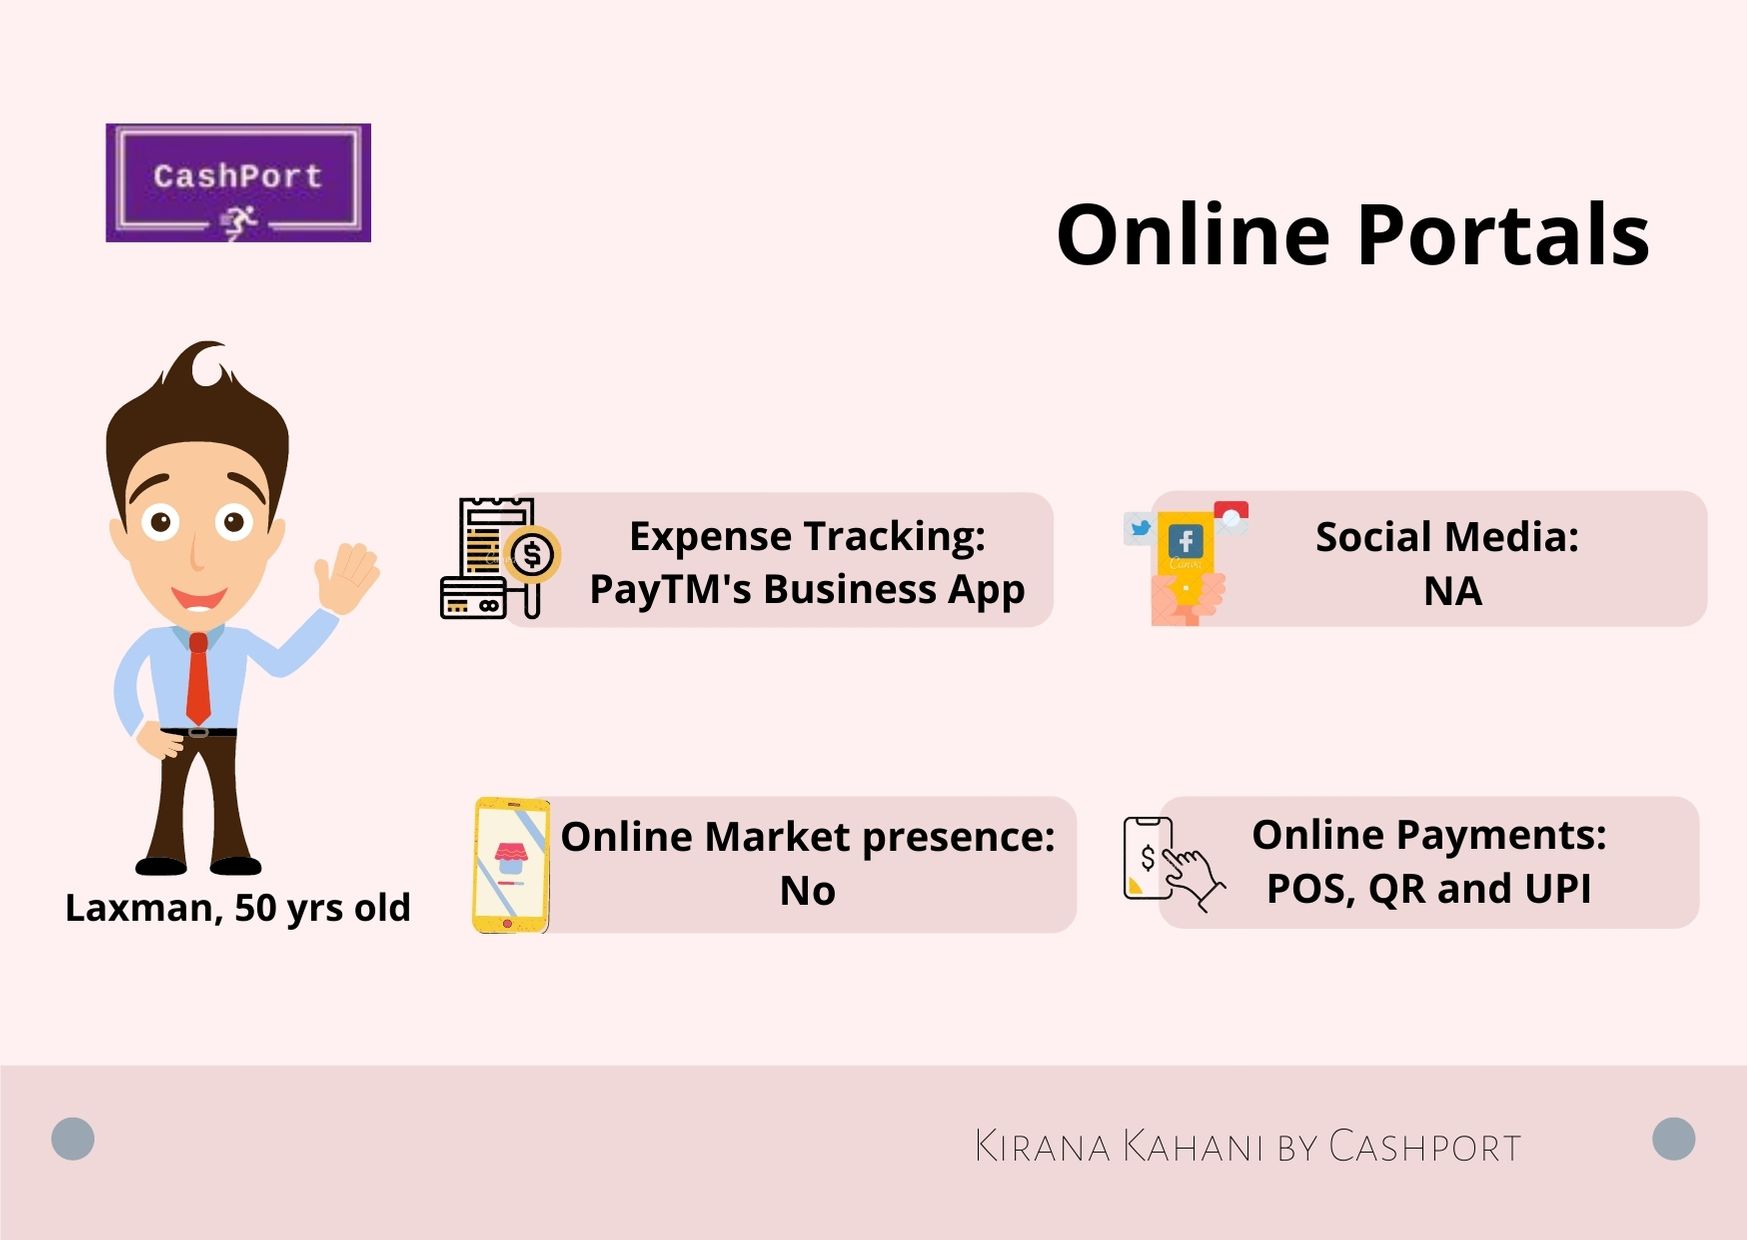 CashPort
Online Portals
Expense Tracking:
PayTM's Business App
Social Media:
NA
Online Market presence:
No
Online Payments:
POS, QR and UPI
Laxman, 50 yrs old
Kirana Kahani by Cashport